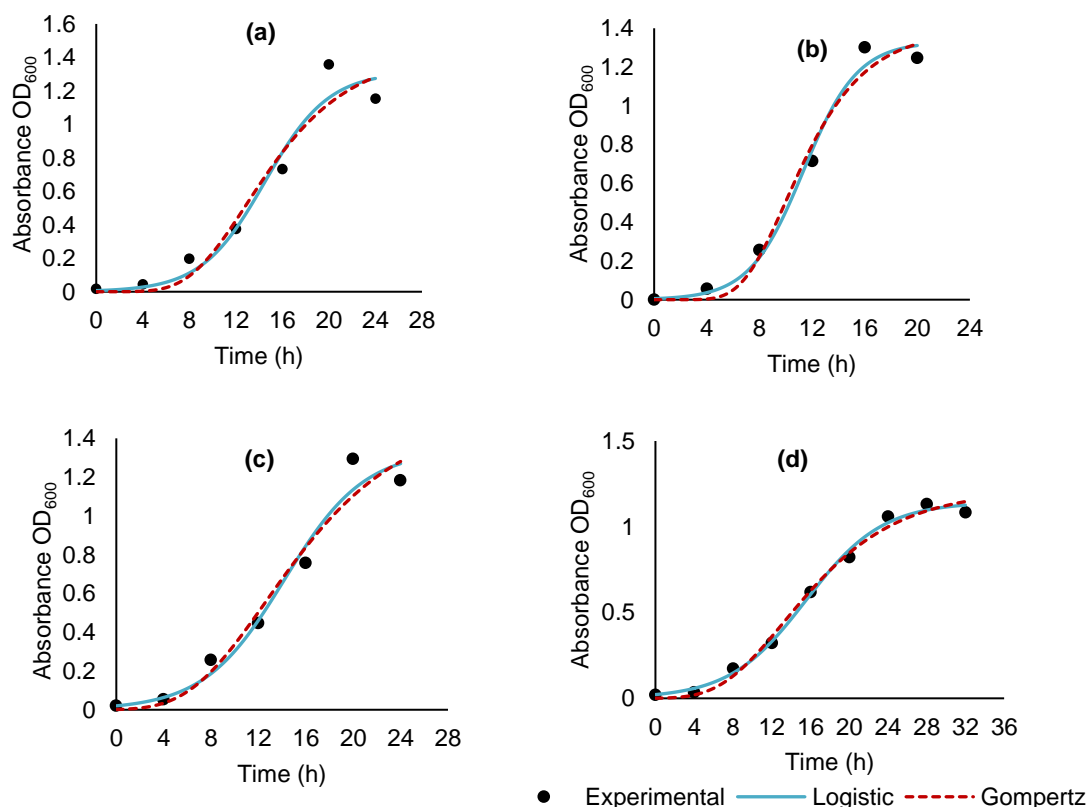 (a)
Absorbance OD600
1.6
1.4
1.2
1
0.8
0.6
0.4
0.2
0
0 4 8 12 16 20 24 28
Time (h)
(b)
Absorbance OD600
1.4
1.2
1
0.8
0.6
0.4
0.2
0
0 4 8 12 16 20 24
Time (h)
(c)
Absorbance OD600
1.4
1.2
1
0.8
0.6
0.4
0.2
0
0 4 8 12 16 20 24 28
Time (h)
(d)
Absorbance OD600
1.5
1
0.5
0
0 4 8 12 16 20 24 28 32 36
Time (h)
Experimental Logistic Gompertz